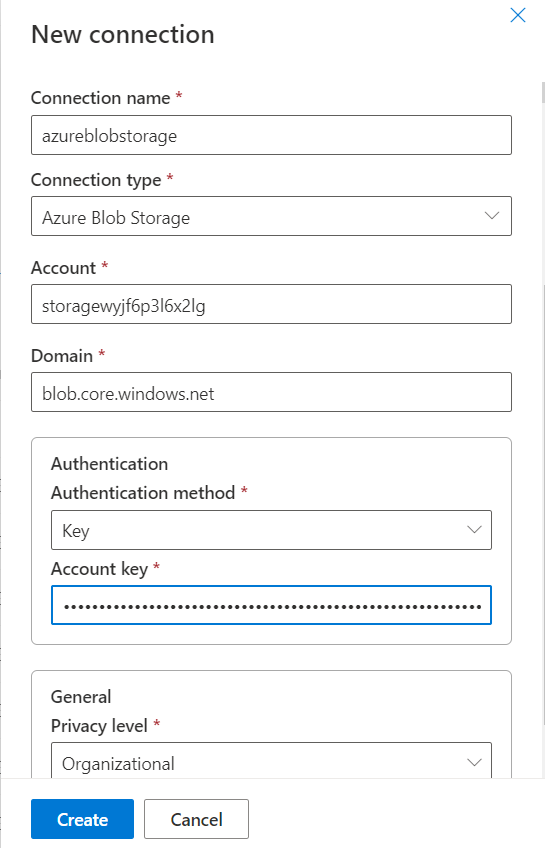 New connection
Connection name *
azureblobstorage
Connection type *
Azure Blob Storage
Account *
storagewyjf6p3l6x2lg
Domain *
blob.core.windows.net
Authentication
Authentication method *
Key
Account key *
General
Privacy level *
Organizational
Create
Cancel